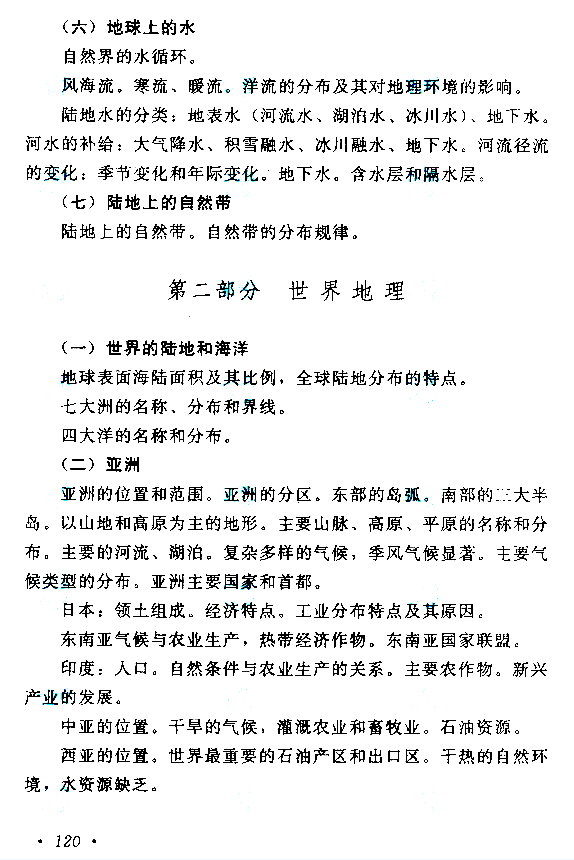 （六）地球上的水
自然界的水循环。
风海流。寒流、暖流。洋流的分布及其对地理环境的影响。
陆地水的分类：地表水（河流水、湖泊水、冰川水）、地下水。
河水的补给：大气降水、积雪融水、冰川融水、地下水。河流径流
的变化：季节变化和年际变化。地下水。含水层和隔水层。
（七）陆地上的自然带
陆地上的自然带。自然带的分布规律。
第二部分 世界地理
（一）世界的陆地和海洋
地球表面海陆面积及其比例，全球陆地分布的特点。
七大洲的名称、分布和界线。
四大洋的名称和分布。
（二）亚洲
亚洲的位置和范围。亚洲的分区。东部的岛弧。南部的三大半
岛。以山地和高原为主的地形。主要山脉、高原、平原的名称和分
布。主要的河流、湖泊。复杂多样的气候，季风气候显著。主要气
候类型的分布。亚洲主要国家和首都。
日本：领土组成。经济特点。工业分布特点及其原因。
东南亚气候与农业生产，热带经济作物。东南亚国家联盟。
印度：人口。自然条件与农业生产的关系。主要农作物。新兴
产业的发展。
中亚的位置。干旱的气候，灌溉农业和畜牧业。石油资源。
西亚的位置。世界最重要的石油产区和出口区。干热的自然环
境，水资源缺乏。
· 120 ·